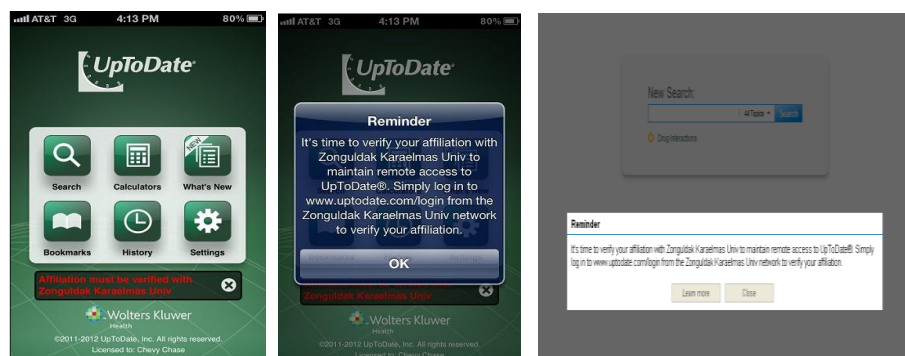 AT&T 3G 4:13 PM 80%
UpToDate®
NEW
Search Calculators What's New
Bookmarks History Settings
Affiliation must be verified with
Zonguldak Karaelmas Univ
Wolters Kluwer
Health
©2011-2012 UpToDate, Inc. All rights reserved.
Licensed to: Chevy Chase
AT&T 3G 4:13 PM 80%
UpToDate®
Reminder
It's time to verify your affiliation with
Zonguldak Karaelmas Univ to
maintain remote access to
UpToDate®. Simply log in to
www.uptodate.com/login from the
Zonguldak Karaelmas Univ network
to verify your affiliation.
Bookmarks History Settings
OK
Zonguldak Karaelmas Univ
Wolters Kluwer
Health
©2011-2012 UpToDate, Inc. All rights reserved.
Licensed to: Chevy Chase
New Search:
All Topics Search
Drug Interactions
Reminder
It's time to verify your affiliation with Zonguldak Karaelmas Univ to maintain remote access to UpToDate®. Simply
log in to www.uptodate.com/login from the Zonguldak Karaelmas Univ network to verify your affiliation.
Learn more Close